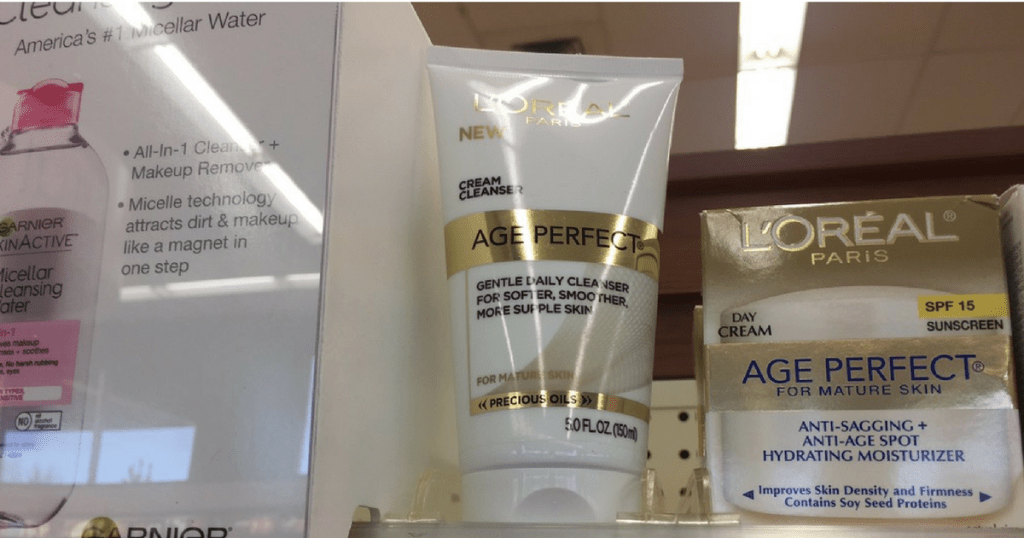 America's #1 Micellar Water
• All-In-1 Cleanser +
Makeup Remover
• Micelle technology
attracts dirt & makeup
like a magnet in
one step
GARNIER
SKINACTIVE
Micellar
Cleansing
Water
NO
GARNIER
L'ORÉAL
PARIS
NEW
CREAM
CLEANSER
AGE PERFECT®
GENTLE DAILY CLEANSER
FOR SOFTER, SMOOTHER,
MORE SUPPLE SKIN
FOR MATURE SKIN
PRECIOUS OILS
5.0 FL.OZ. (150ml)
L'ORÉAL®
PARIS
DAY
CREAM
SPF 15
SUNSCREEN
AGE PERFECT®
FOR MATURE SKIN
ANTI-SAGGING +
ANTI-AGE SPOT
HYDRATING MOISTURIZER
Improves Skin Density and Firmness
Contains Soy Seed Proteins